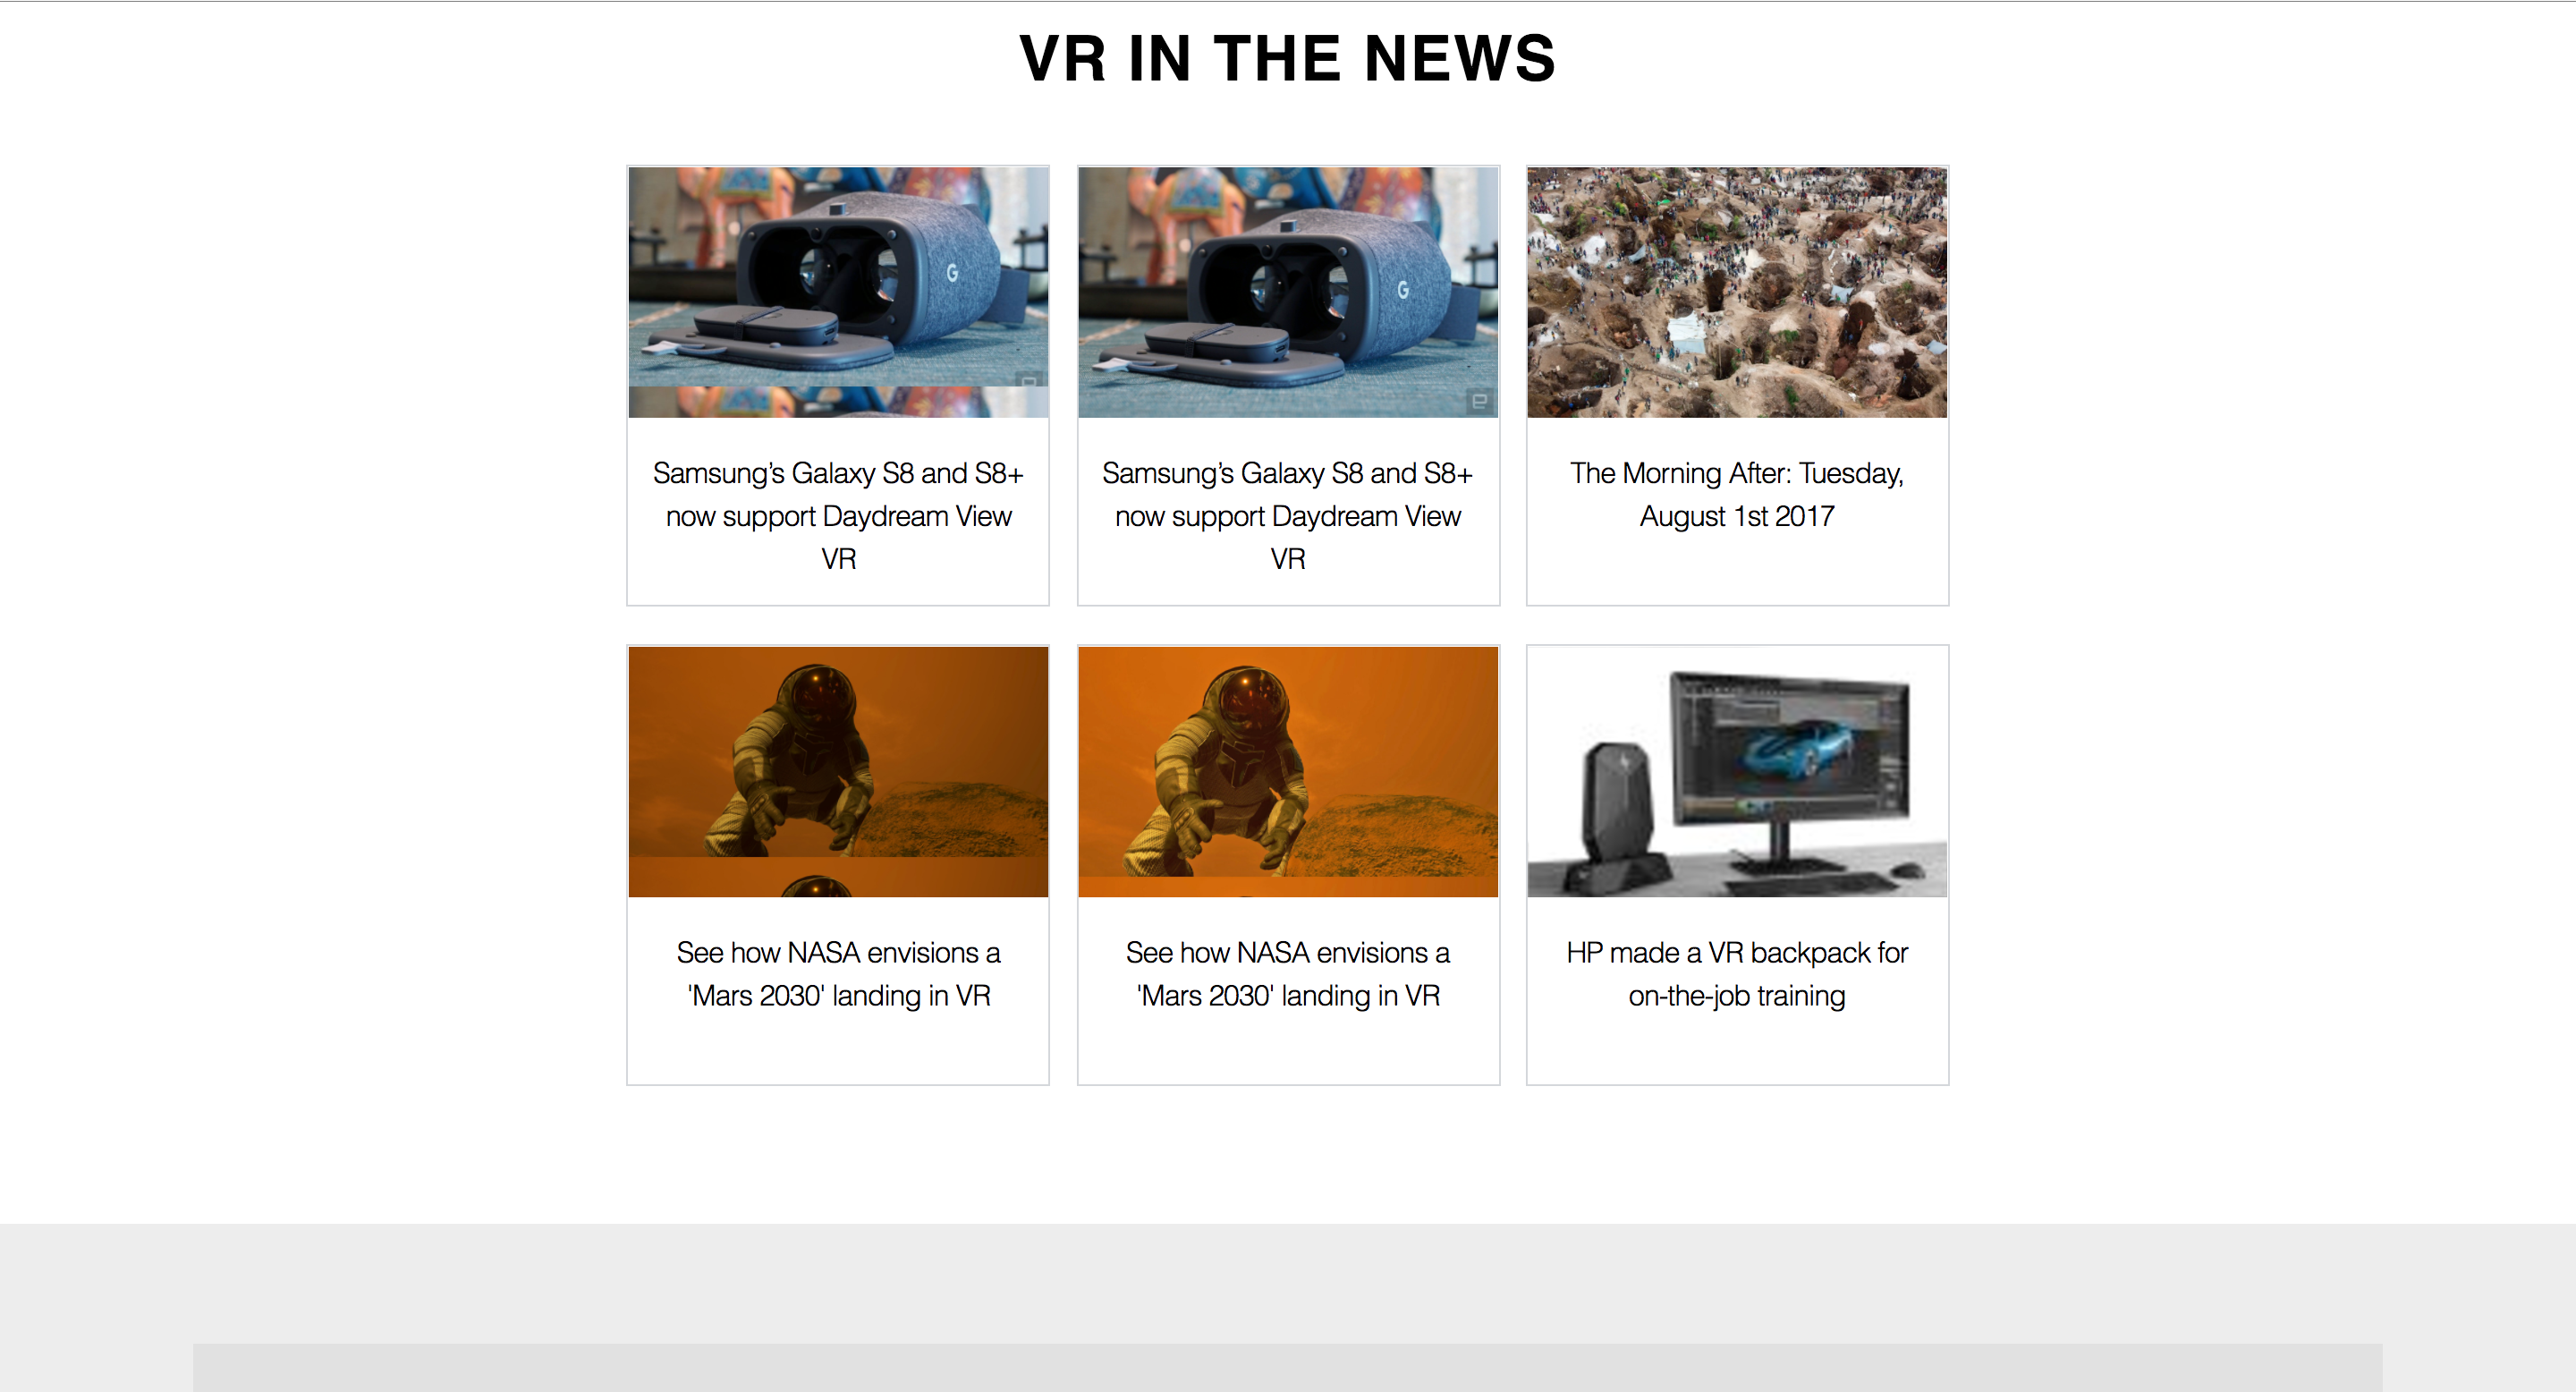 VR IN THE NEWS
G
G
e
Samsung’s Galaxy S8 and S8+
now support Daydream View
VR
Samsung’s Galaxy S8 and S8+
now support Daydream View
VR
The Morning After: Tuesday,
August 1st 2017
See how NASA envisions a
'Mars 2030' landing in VR
See how NASA envisions a
'Mars 2030' landing in VR
HP made a VR backpack for
on-the-job training